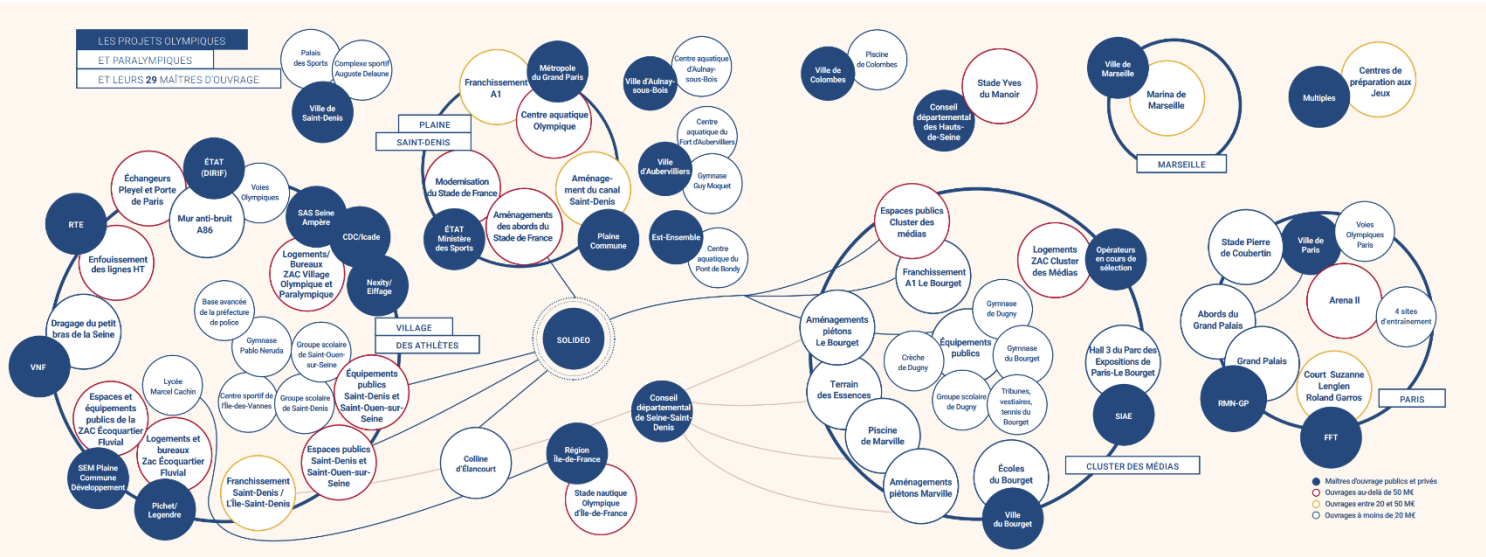 LES PROJETS OLYMPIQUES
ET PARALYMPIQUES
ET LEURS 29 MAÎTRES D'OUVRAGE
Palais
des Sports
Complexe sportif
Auguste Delaune
Ville de
Saint-Denis
Franchissement
A1
Métropole
du Grand Paris
Centre aquatique
Olympique
PLAINE
SAINT-DENIS
Modernisation
du Stade de France
Aménage-
ment du canal
Saint-Denis
Aménagements
des abords du
Stade de France
ÉTAT
Ministère
des Sports
Plaine
Commune
Ville d'Aulnay-
sous-Bois
Centre aquatique
d'Aulnay-
sous-Bois
Centre
aquatique du
Fort d'Aubervilliers
Ville
d'Aubervilliers
Gymnase
Guy Moquet
Est-Ensemble
Centre
aquatique du
Pont de Bondy
Ville de
Colombes
Piscine
de Colombes
Conseil
départemental
des Hauts-
de-Seine
Stade Yves
du Manoir
Ville de
Marseille
Marina de
Marseille
MARSEILLE
Multiples
Centres de
préparation aux
Jeux
ÉTAT
(DIRIF)
Échangeurs
Pleyel et Porte
de Paris
Voies
Olympiques
Mur anti-bruit
A86
RTE
Enfouissement
des lignes HT
SAS Seine
Ampère
CDC/Icade
Logements/
Bureaux
ZAC Village
Olympique et
Paralympique
Nexity/
Eiffage
Dragage du petit
bras de la Seine
VNF
Base avancée
de la préfecture
de police
Gymnase
Pablo Neruda
Groupe scolaire
de Saint-Ouen-
sur-Seine
VILLAGE
DES ATHLÈTES
Lycée
Marcel Cachin
Centre sportif de
l'Île-des-Vannes
Groupe scolaire
de Saint-Denis
Équipements
publics
Saint-Denis et
Saint-Ouen-sur-
Seine
Espaces et
équipements
publics de la
ZAC Écoquartier
Fluvial
Logements et
bureaux
Zac Écoquartier
Fluvial
SEM Plaine
Commune
Développement
Pichet/
Legendre
Franchissement
Saint-Denis /
L'Île-Saint-Denis
Espaces publics
Saint-Denis et
Saint-Ouen-sur-
Seine
SOLIDEO
Colline
d'Élancourt
Région
Île-de-France
Stade nautique
Olympique
d'Île-de-France
Conseil
départemental
de Seine-Saint-
Denis
Espaces publics
Cluster des
médias
Franchissement
A1 Le Bourget
Logements
ZAC Cluster
des Médias
Opérateurs
en cours de
sélection
Aménagements
piétons
Le Bourget
Gymnase
de Dugny
Équipements
publics
Crèche
de Dugny
Gymnase
du Bourget
Groupe scolaire
de Dugny
Tribunes,
vestiaires,
tennis du
Bourget
Terrain
des Essences
Piscine
de Marville
Aménagements
piétons Marville
Écoles
du Bourget
Ville
du Bourget
Hall 3 du Parc des
Expositions de
Paris-Le Bourget
SIAE
CLUSTER DES MÉDIAS
Stade Pierre
de Coubertin
Ville de
Paris
Voies
Olympiques
Paris
Arena II
4 sites
d'entraînement
Abords du
Grand Palais
Grand Palais
RMN-GP
Court Suzanne
Lenglen
Roland Garros
FFT
PARIS
Maîtres d'ouvrage publics et privés
Ouvrages au-delà de 50 M€
Ouvrages entre 20 et 50 M€
Ouvrages à moins de 20 M€